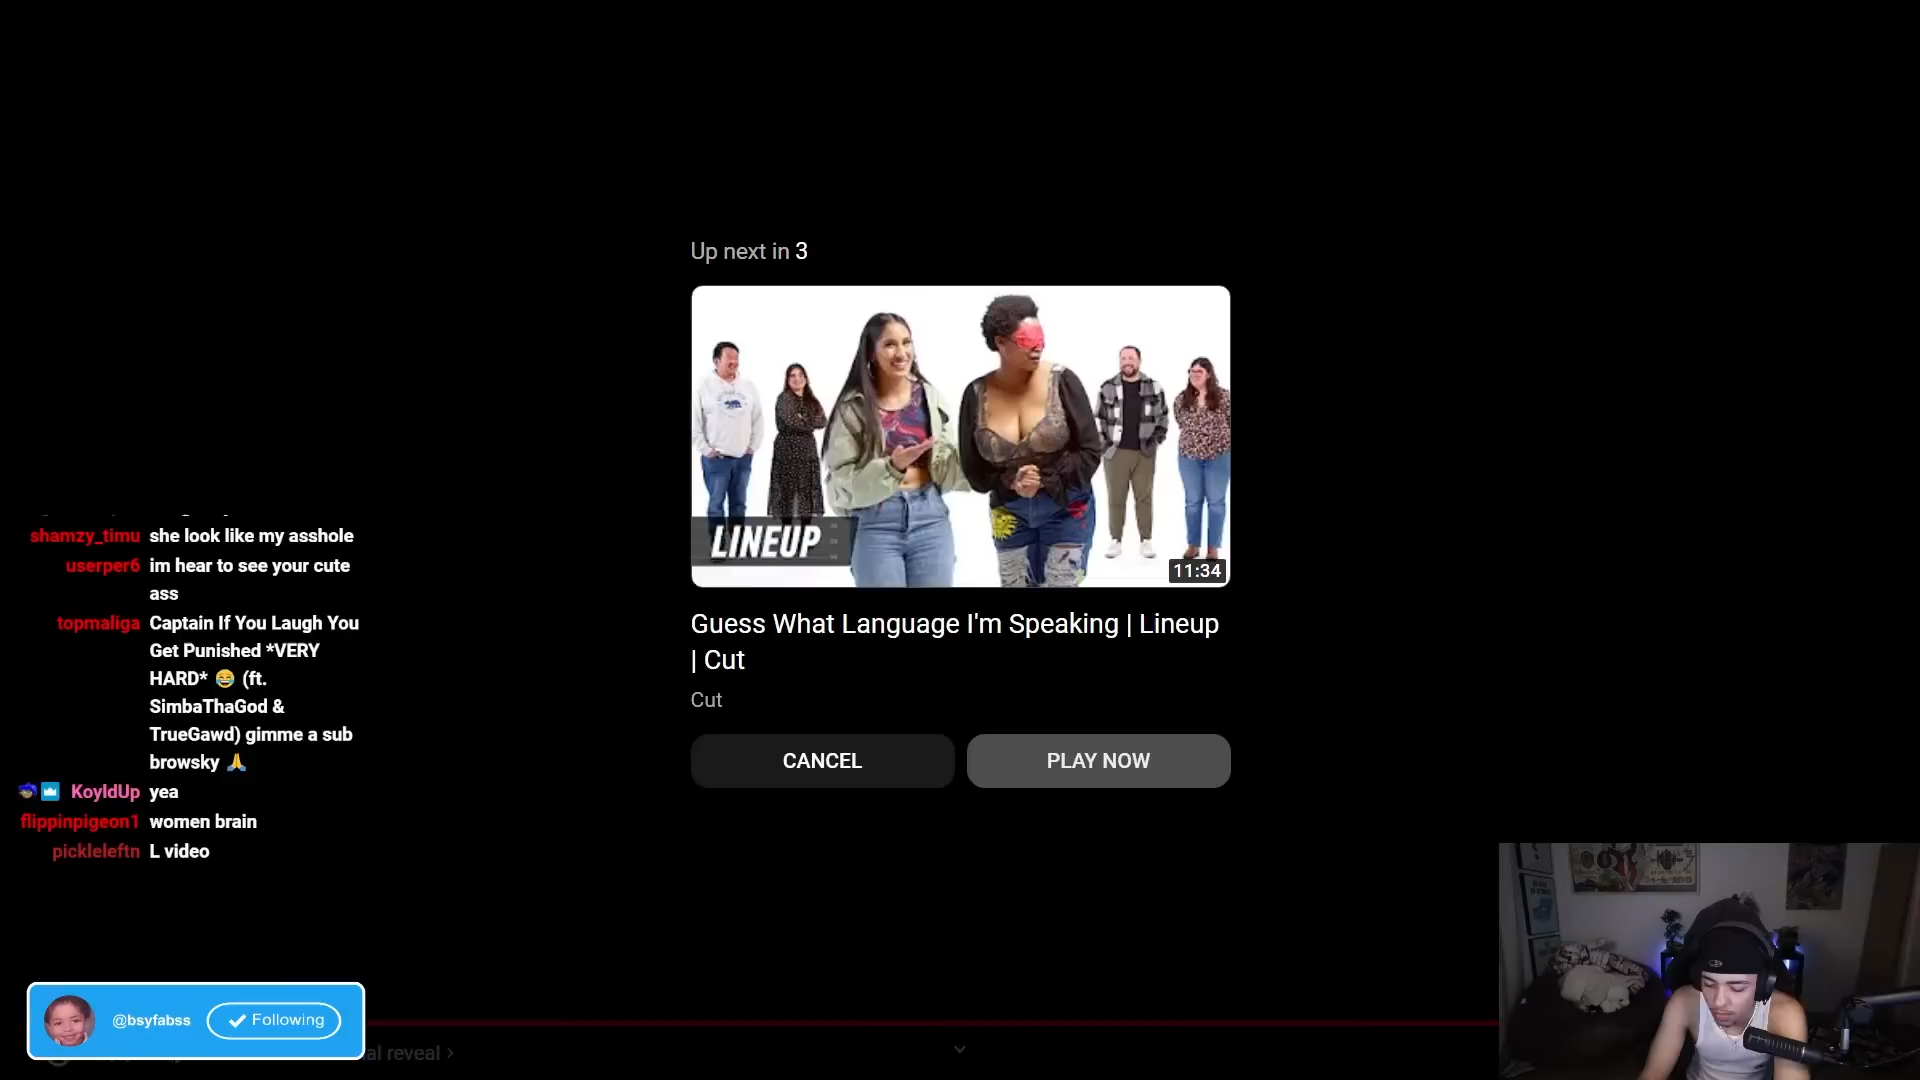 Up next in 3
LINEUP
11:34
Guess What Language I'm Speaking | Lineup
| Cut
Cut
CANCEL
PLAY NOW
shamzy_timu she look like my asshole
userper6 im hear to see your cute
ass
topmaliga Captain If You Laugh You
Get Punished *VERY
HARD* 😂 (ft.
SimbaThaGod &
TrueGawd) gimme a sub
browsky 🙏
KoyIdUp yea
flippinpigeon1 women brain
pickleleftn L video
@bsyfabss Following
al reveal >